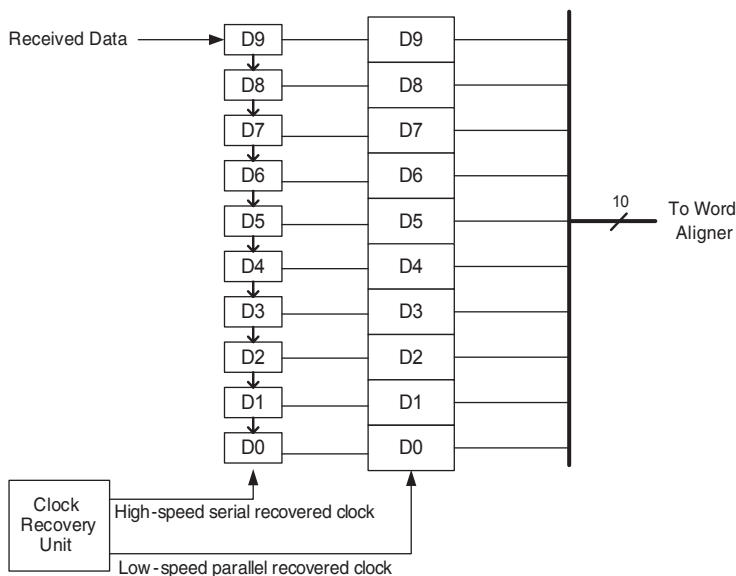 Received Data
D9
D9
D8
D8
D7
D7
D6
D6
D5
D5
10
To Word
Aligner
D4
D4
D3
D3
D2
D2
D1
D1
D0
D0
Clock
Recovery
Unit
High-speed serial recovered clock
Low-speed parallel recovered clock